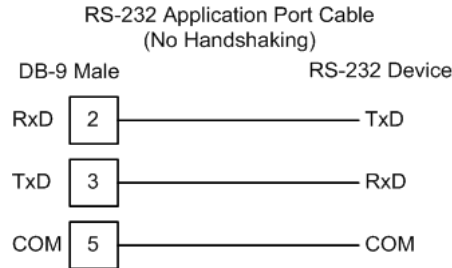 RS-232 Application Port Cable
(No Handshaking)
DB-9 Male RS-232 Device
RxD 2 TxD
TxD 3 RxD
COM 5 COM